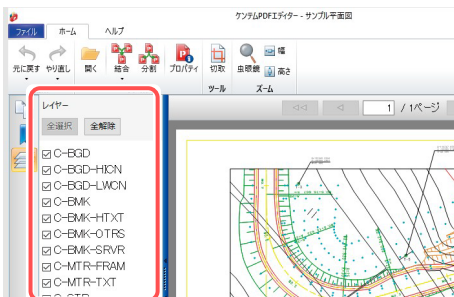 ケンテムPDFエディター - サンプル平面図
ファイル ホーム ヘルプ
元に戻す やり直し 開く 結合 分割 プロパティ 切取 虫眼鏡 幅
高さ
ツール ズーム
レイヤー
1 / 1ページ
全選択 全解除
C-BGD
C-BGD-HICN
C-BGD-LWCN
C-BMK
C-BMK-HTXT
C-BMK-OTRS
C-BMK-SRVR
C-MTR-FRAM
C-MTR-TXT
C-STR